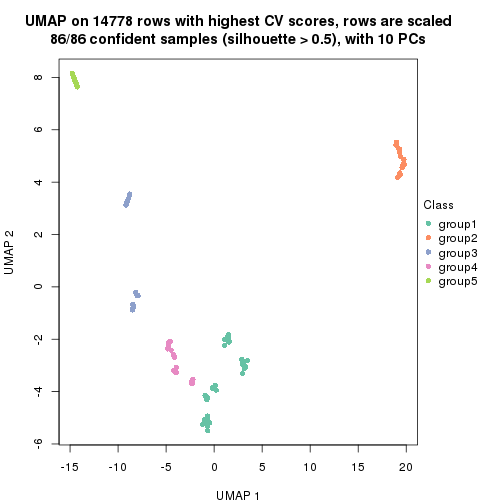 UMAP on 14778 rows with highest CV scores, rows are scaled
86/86 confident samples (silhouette > 0.5), with 10 PCs
8
6
4
2
0
-2
-4
-6
UMAP 2
-15
-10
-5
0
5
10
15
20
UMAP 1
Class
group1
group2
group3
group4
group5